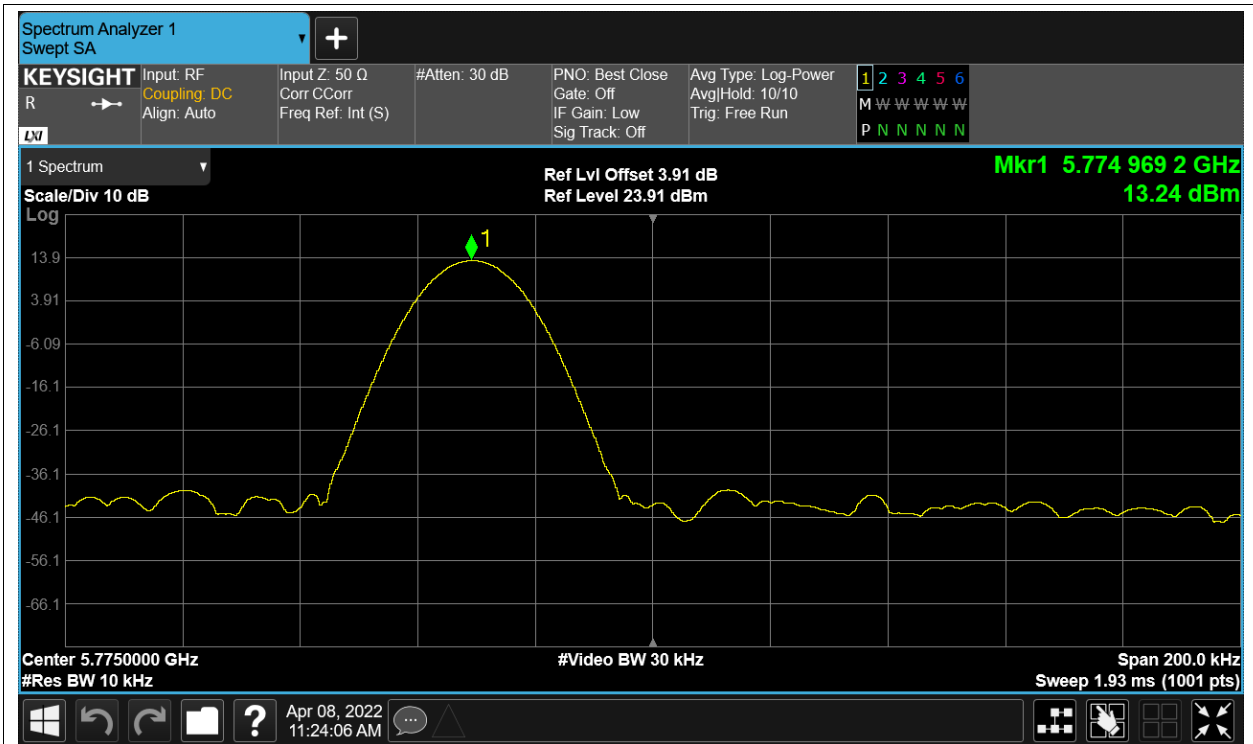 Spectrum Analyzer 1
Swept SA
KEYSIGHT
R
LXI
Input: RF
Coupling: DC
Align: Auto
Input Z: 50 Ω
Corr CCorr
Freq Ref: Int (S)
#Atten: 30 dB
PNO: Best Close
Gate: Off
IF Gain: Low
Sig Track: Off
Avg Type: Log-Power
Avg|Hold: 10/10
Trig: Free Run
1 2 3 4 5 6
M W W W W W
P N N N N N
1 Spectrum
Scale/Div 10 dB
Ref Lvl Offset 3.91 dB
Ref Level 23.91 dBm
Mkr1 5.774 969 2 GHz
13.24 dBm
Log
1
13.9
3.91
-6.09
-16.1
-26.1
-36.1
-46.1
-56.1
-66.1
Center 5.7750000 GHz
#Res BW 10 kHz
#Video BW 30 kHz
Span 200.0 kHz
Sweep 1.93 ms (1001 pts)
?
Apr 08, 2022
11:24:06 AM